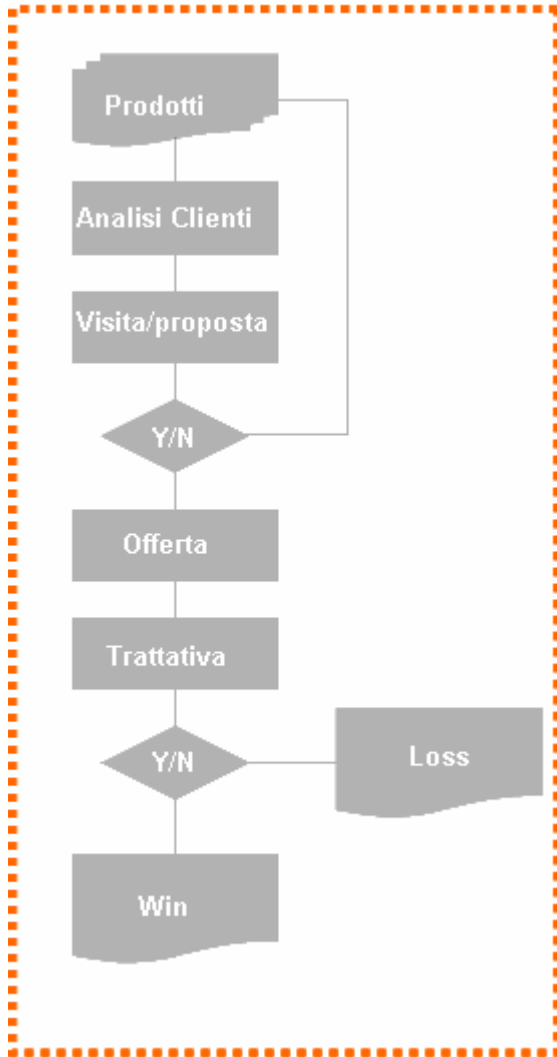 Prodotti
Analisi Clienti
Visita/proposta
Y/N
Offerta
Trattativa
Y/N
Loss
Win